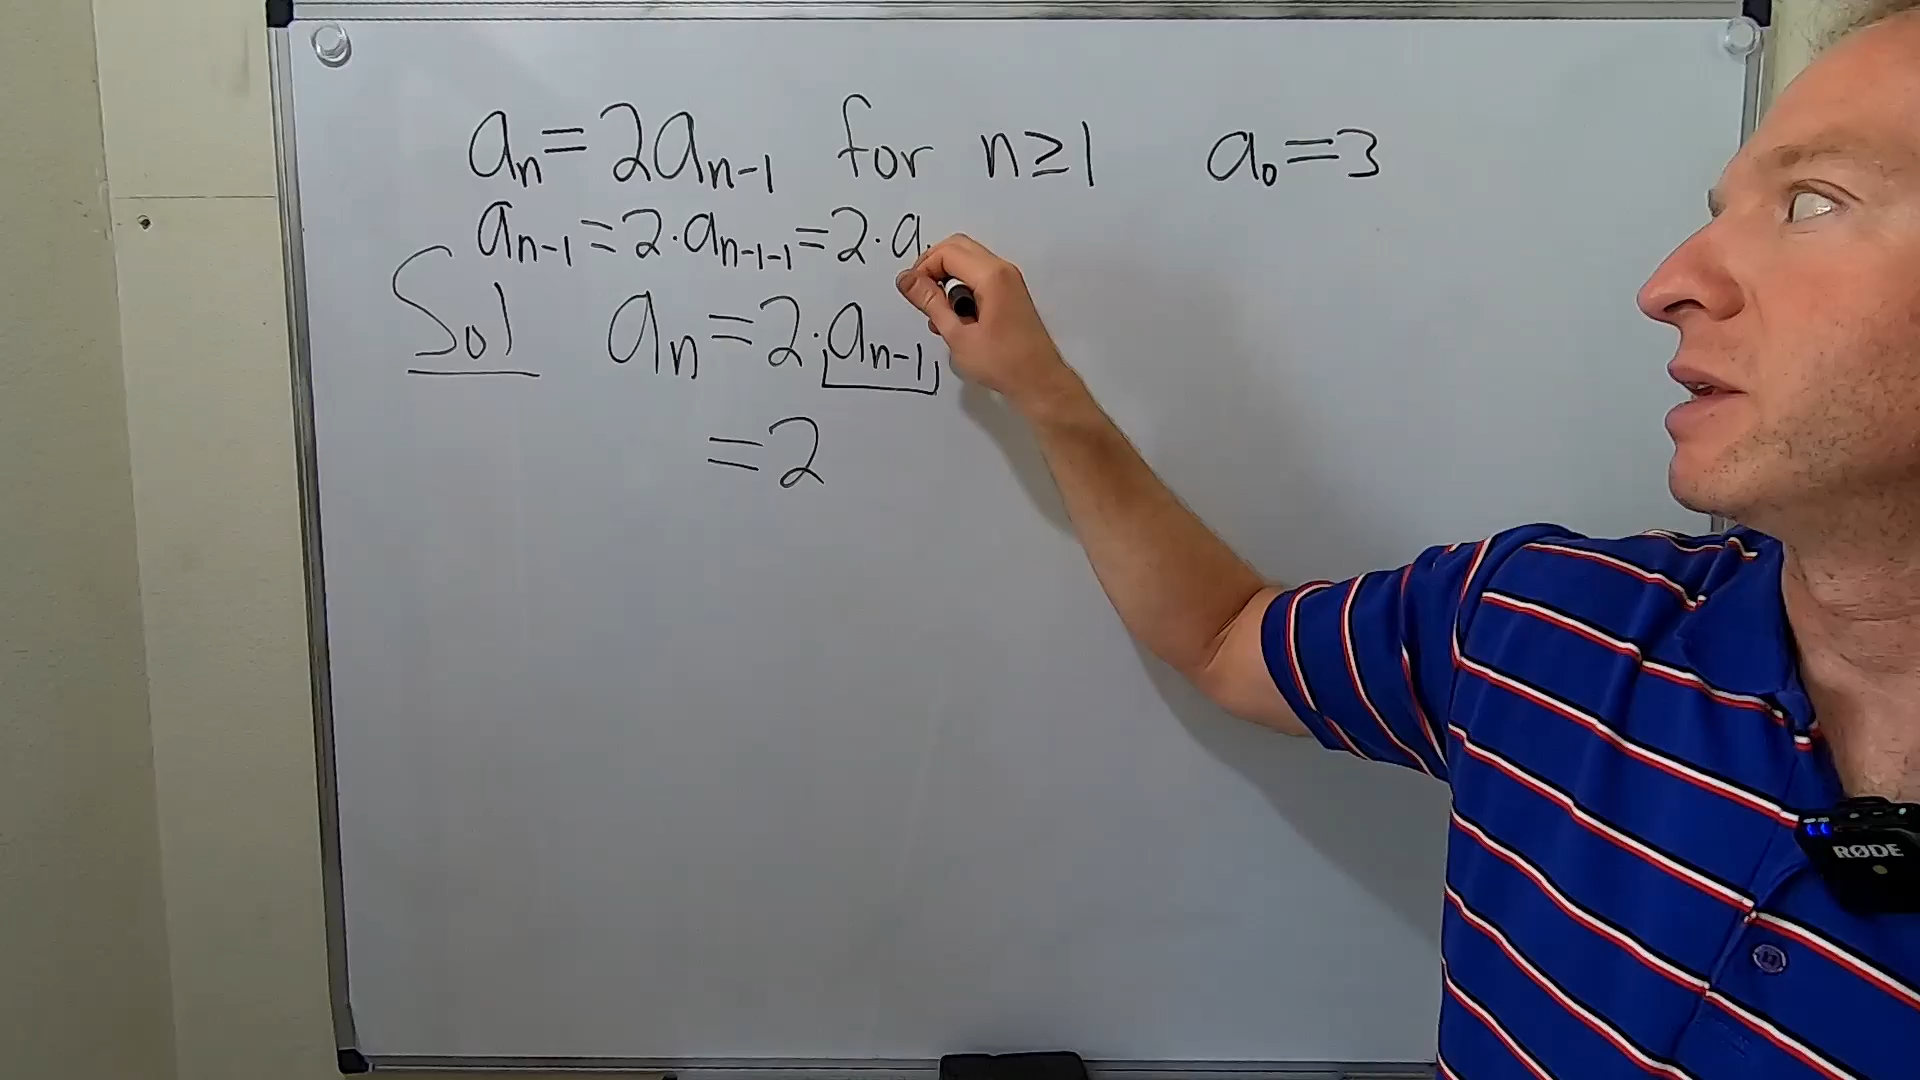 aₙ = 2aₙ₋₁ for n ≥ 1 a₀ = 3
aₙ₋₁ = 2·aₙ₋₁₋₁ = 2·a
Sol aₙ = 2·aₙ₋₁
= 2
RØDE